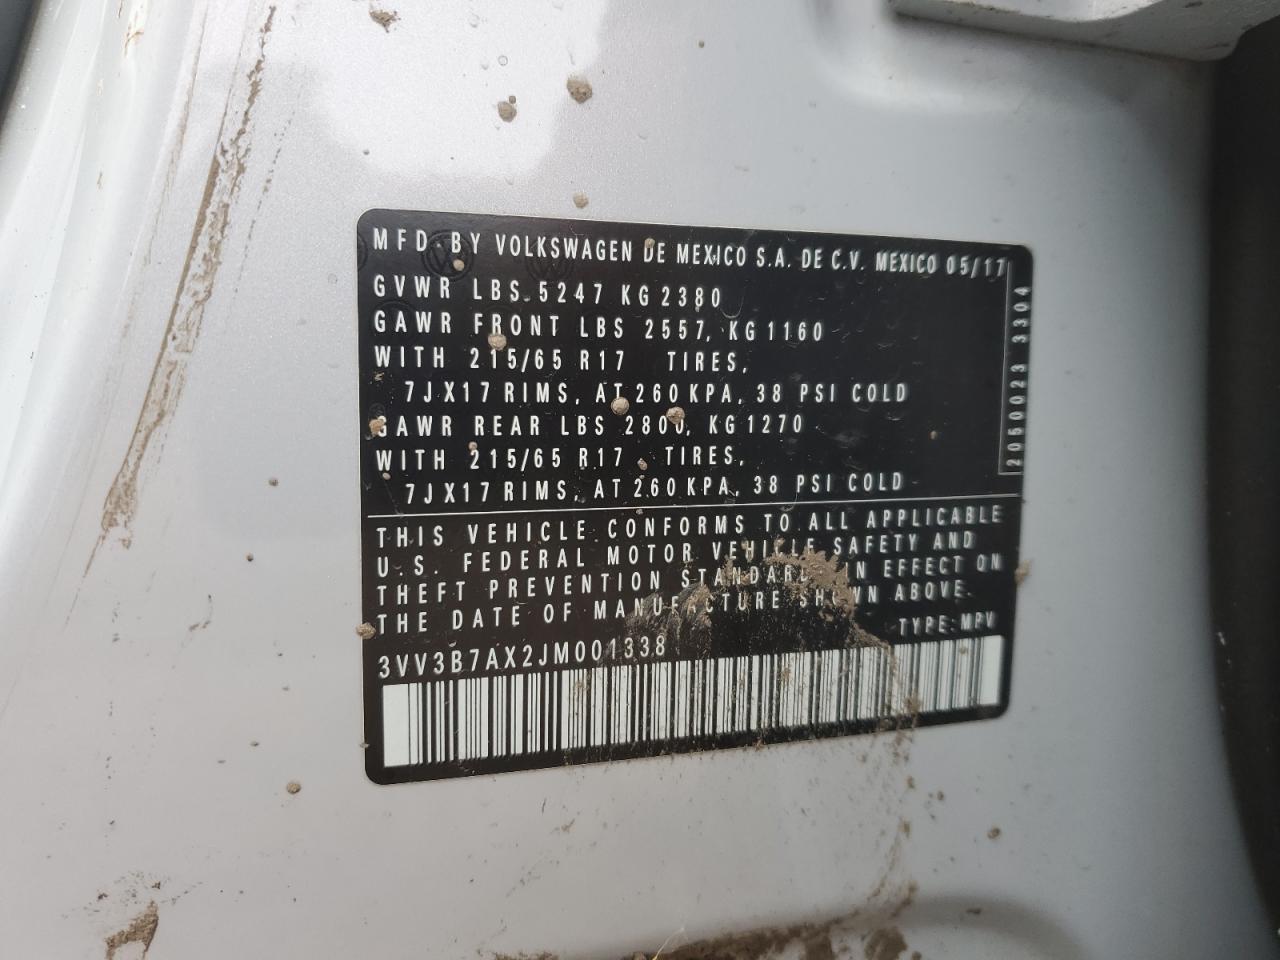 MFD. BY VOLKSWAGEN DE MEXICO S.A. DE C.V. MEXICO 05/17
GVWR LBS. 5247 KG 2380
GAWR FRONT LBS 2557, KG 1160
WITH 215/65 R17 TIRES,
7JX17 RIMS, AT 260 KPA, 38 PSI COLD
GAWR REAR LBS 2800, KG 1270
WITH 215/65 R17 TIRES,
7JX17 RIMS, AT 260 KPA, 38 PSI COLD
2050023 3304
THIS VEHICLE CONFORMS TO ALL APPLICABLE
U.S. FEDERAL MOTOR VEHICLE SAFETY AND
THEFT PREVENTION STANDARDS IN EFFECT ON
THE DATE OF MANUFACTURE SHOWN ABOVE.
TYPE: MPV
3VV3B7AX2JM001338